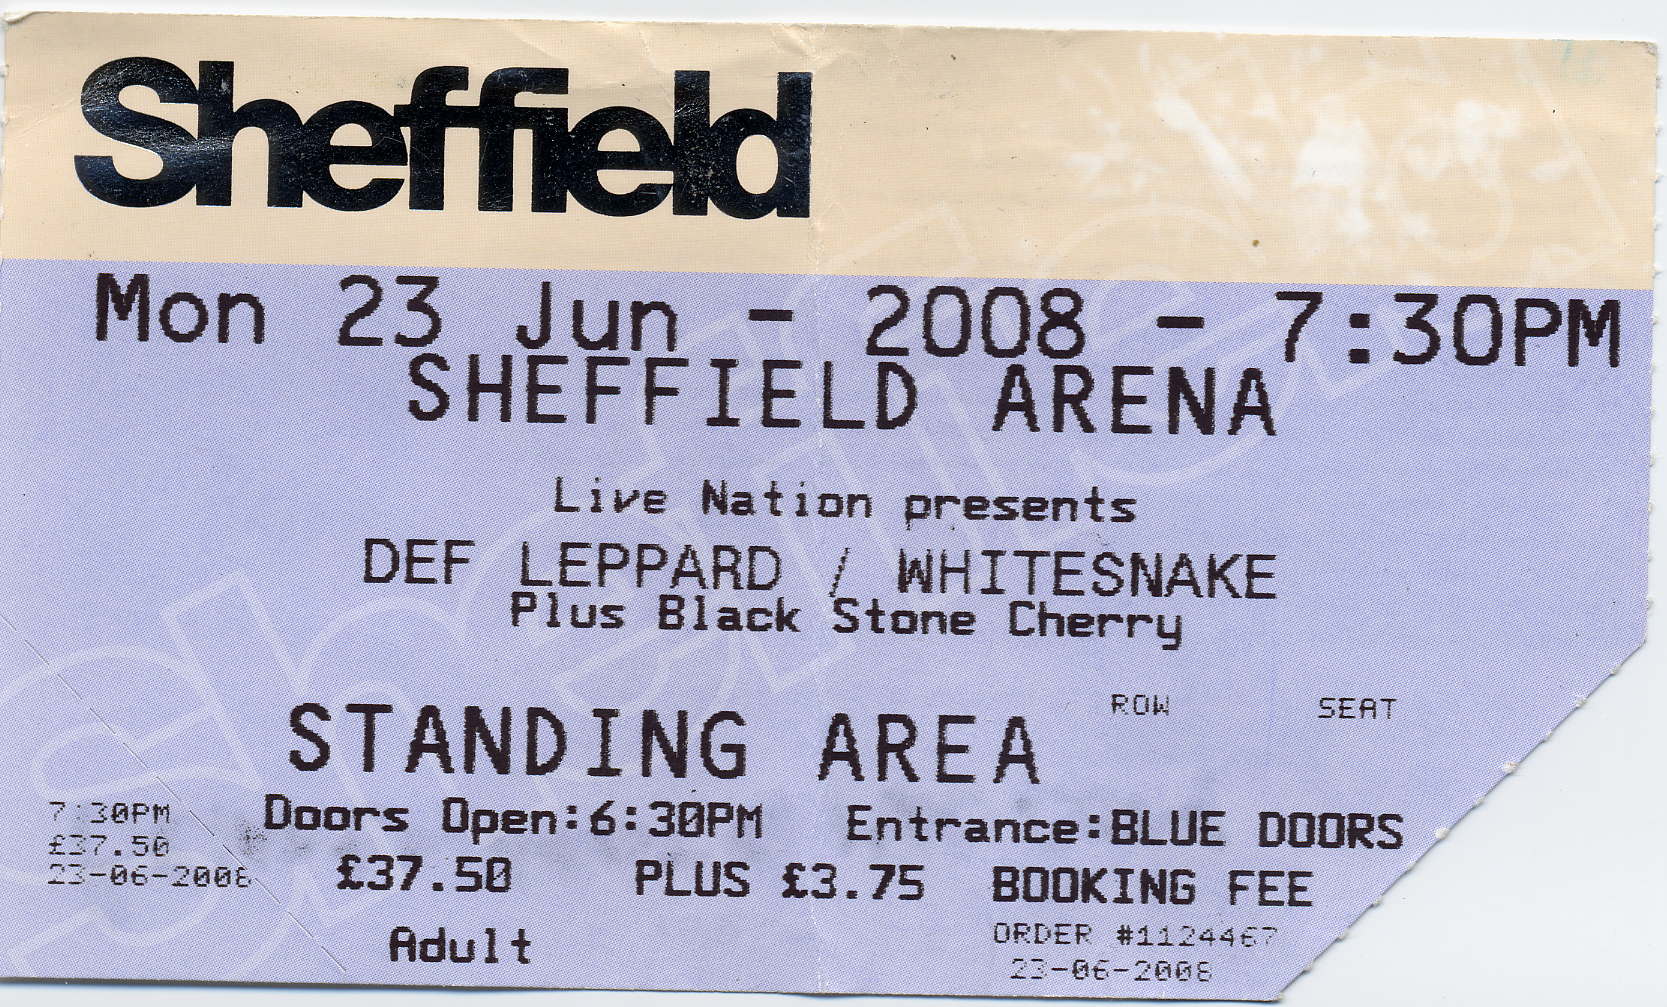 Sheffield
Mon 23 Jun - 2008 - 7:30PM
SHEFFIELD ARENA
Live Nation presents
DEF LEPPARD / WHITESNAKE
Plus Black Stone Cherry
ROW SEAT
STANDING AREA
7:30PM Doors Open:6:30PM Entrance:BLUE DOORS
£37.50
23-06-2008 £37.50 PLUS £3.75 BOOKING FEE
Adult ORDER #1124467
23-06-2008